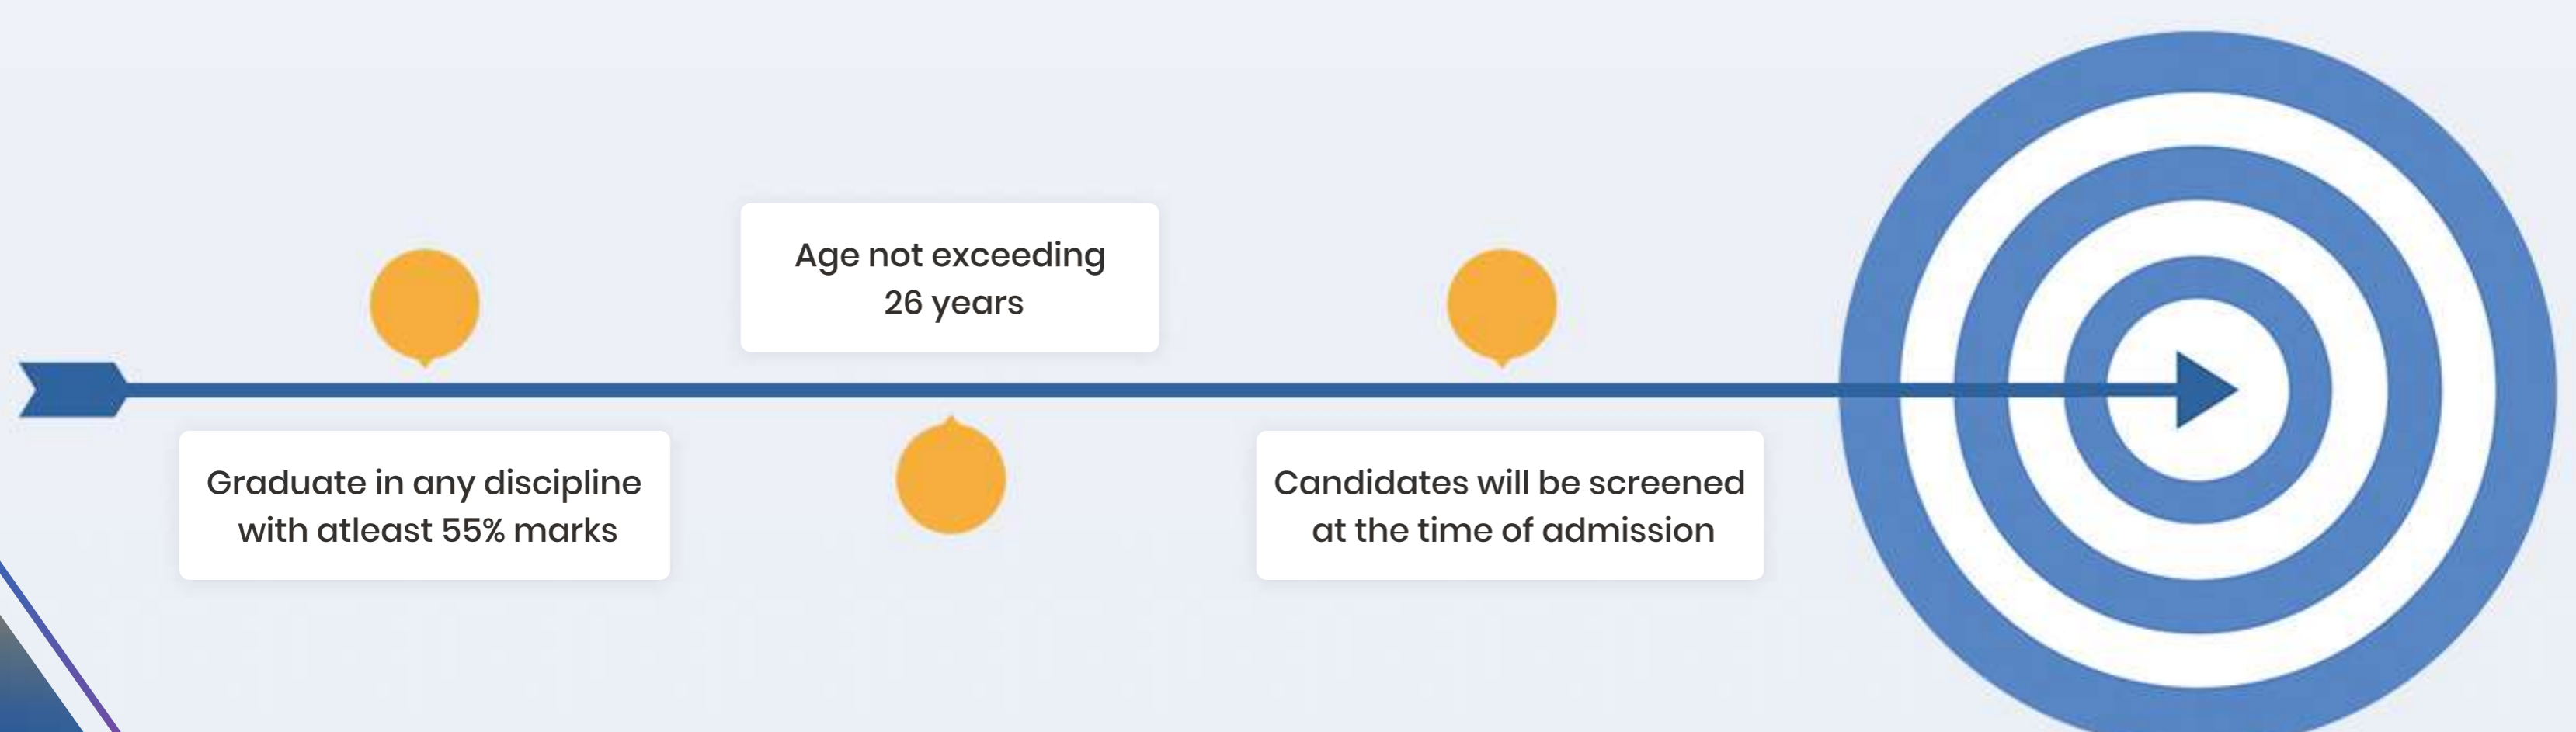 Graduate in any discipline
with atleast 55% marks
Age not exceeding
26 years
Candidates will be screened
at the time of admission